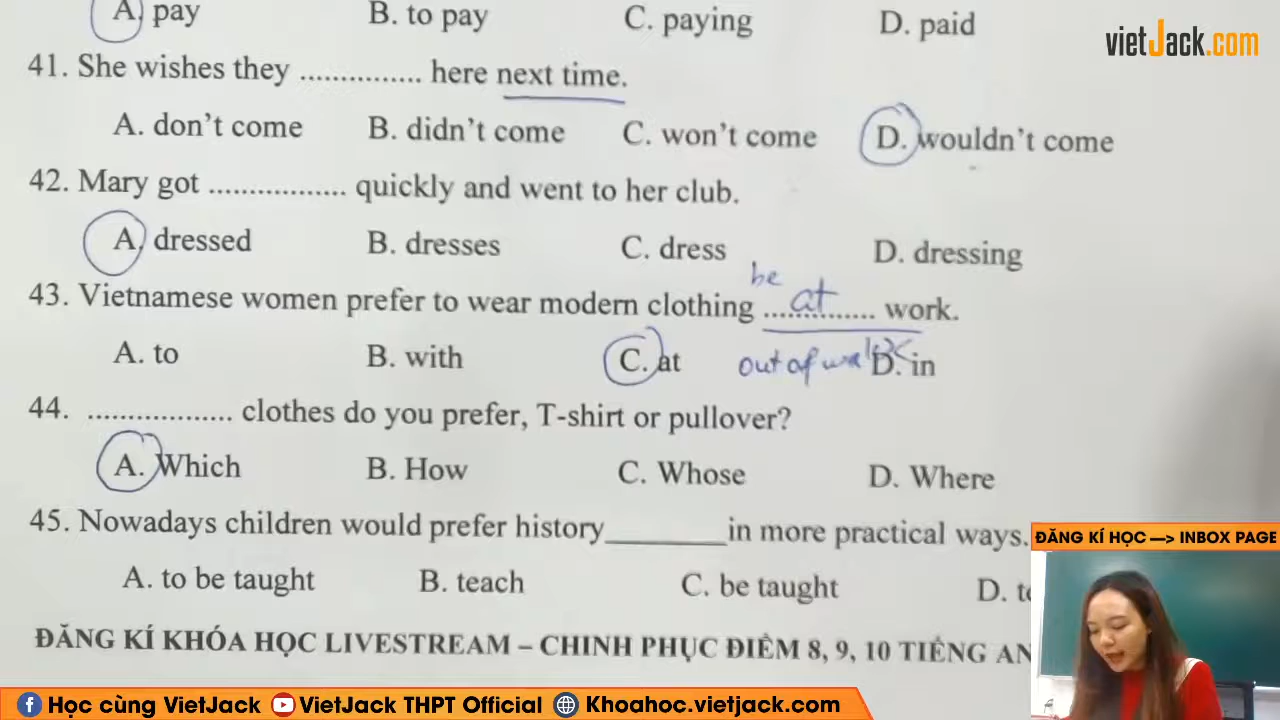 A. pay B. to pay C. paying D. paid
vietJack.com
41. She wishes they ............... here next time.
A. don't come B. didn't come C. won't come D. wouldn't come
42. Mary got ................. quickly and went to her club.
A. dressed B. dresses C. dress D. dressing
be
43. Vietnamese women prefer to wear modern clothing ....at......... work.
A. to B. with C. at out of D. in
44. .................. clothes do you prefer, T-shirt or pullover?
A. Which B. How C. Whose D. Where
45. Nowadays children would prefer history________in more practical ways.
ĐĂNG KÍ HỌC —> INBOX PAGE
A. to be taught B. teach C. be taught D.
ĐĂNG KÍ KHÓA HỌC LIVESTREAM – CHINH PHỤC ĐIỂM 8, 9, 10 TIẾNG AN
Học cùng VietJack VietJack THPT Official Khoahoc.vietjack.com